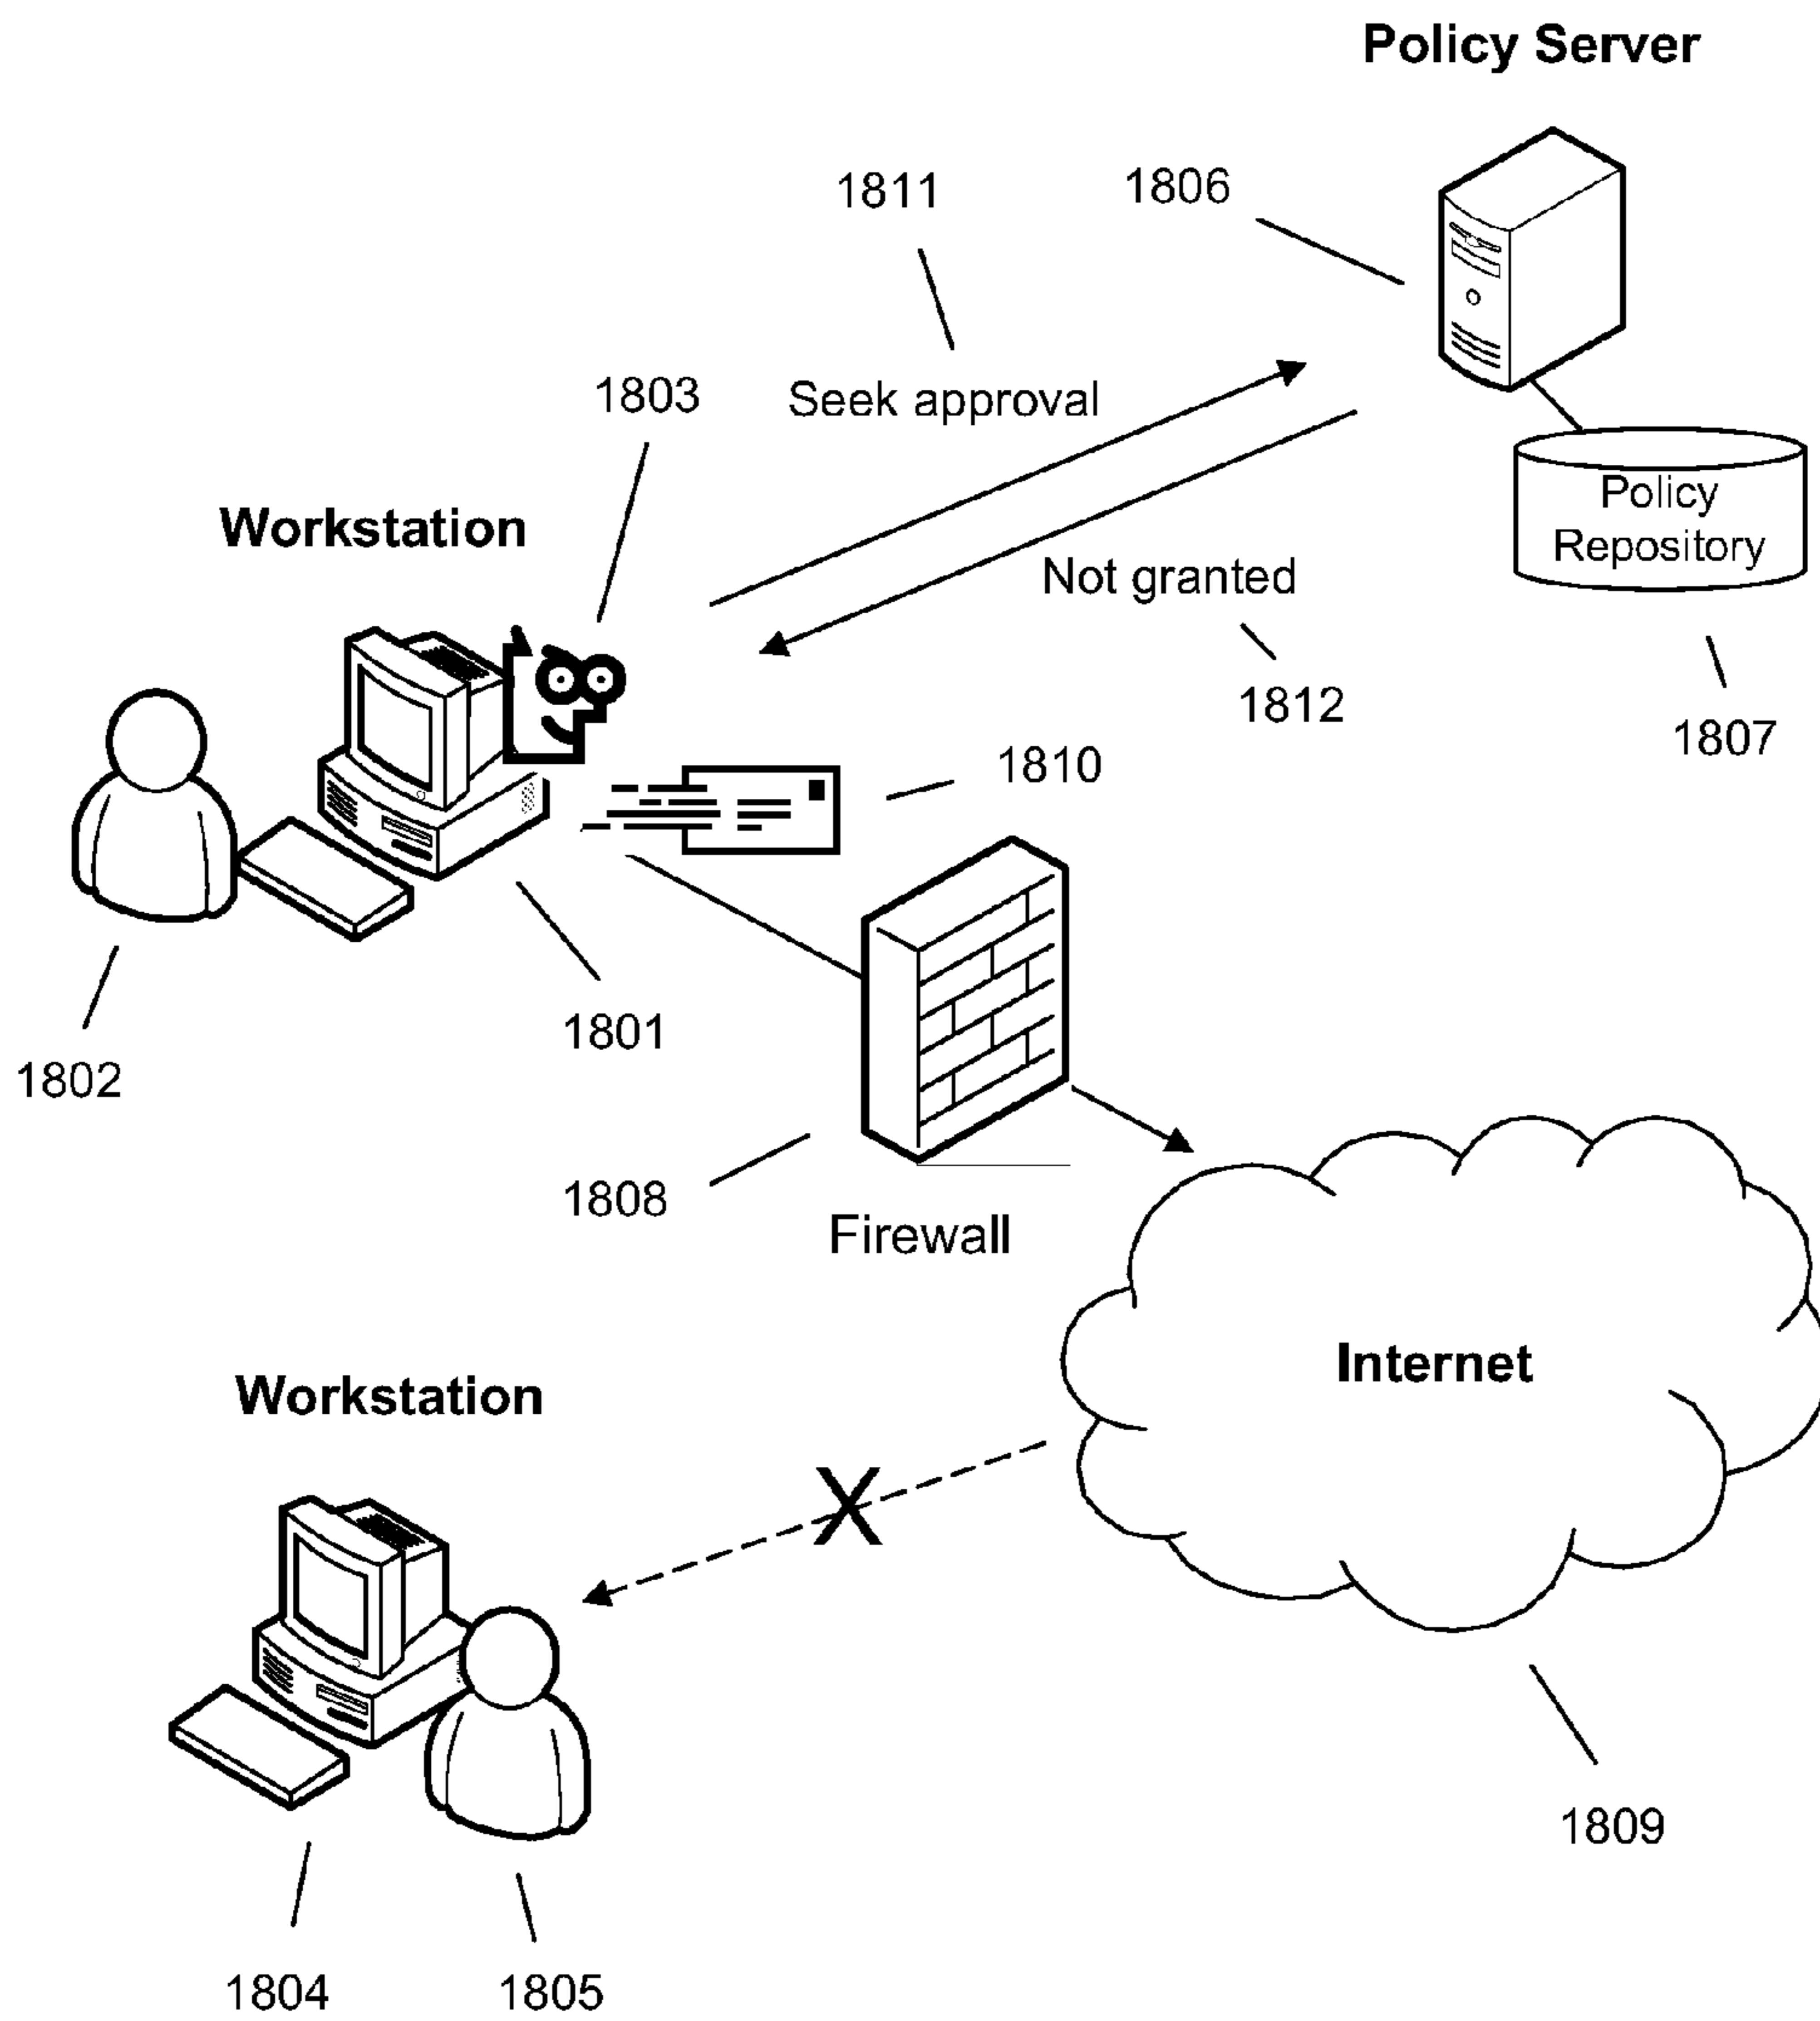 Policy Server
1811
1806
1803
Seek approval
Workstation
Policy
Repository
Not granted
1812
1807
1810
1801
1802
1808
Firewall
Internet
Workstation
1809
1804
1805